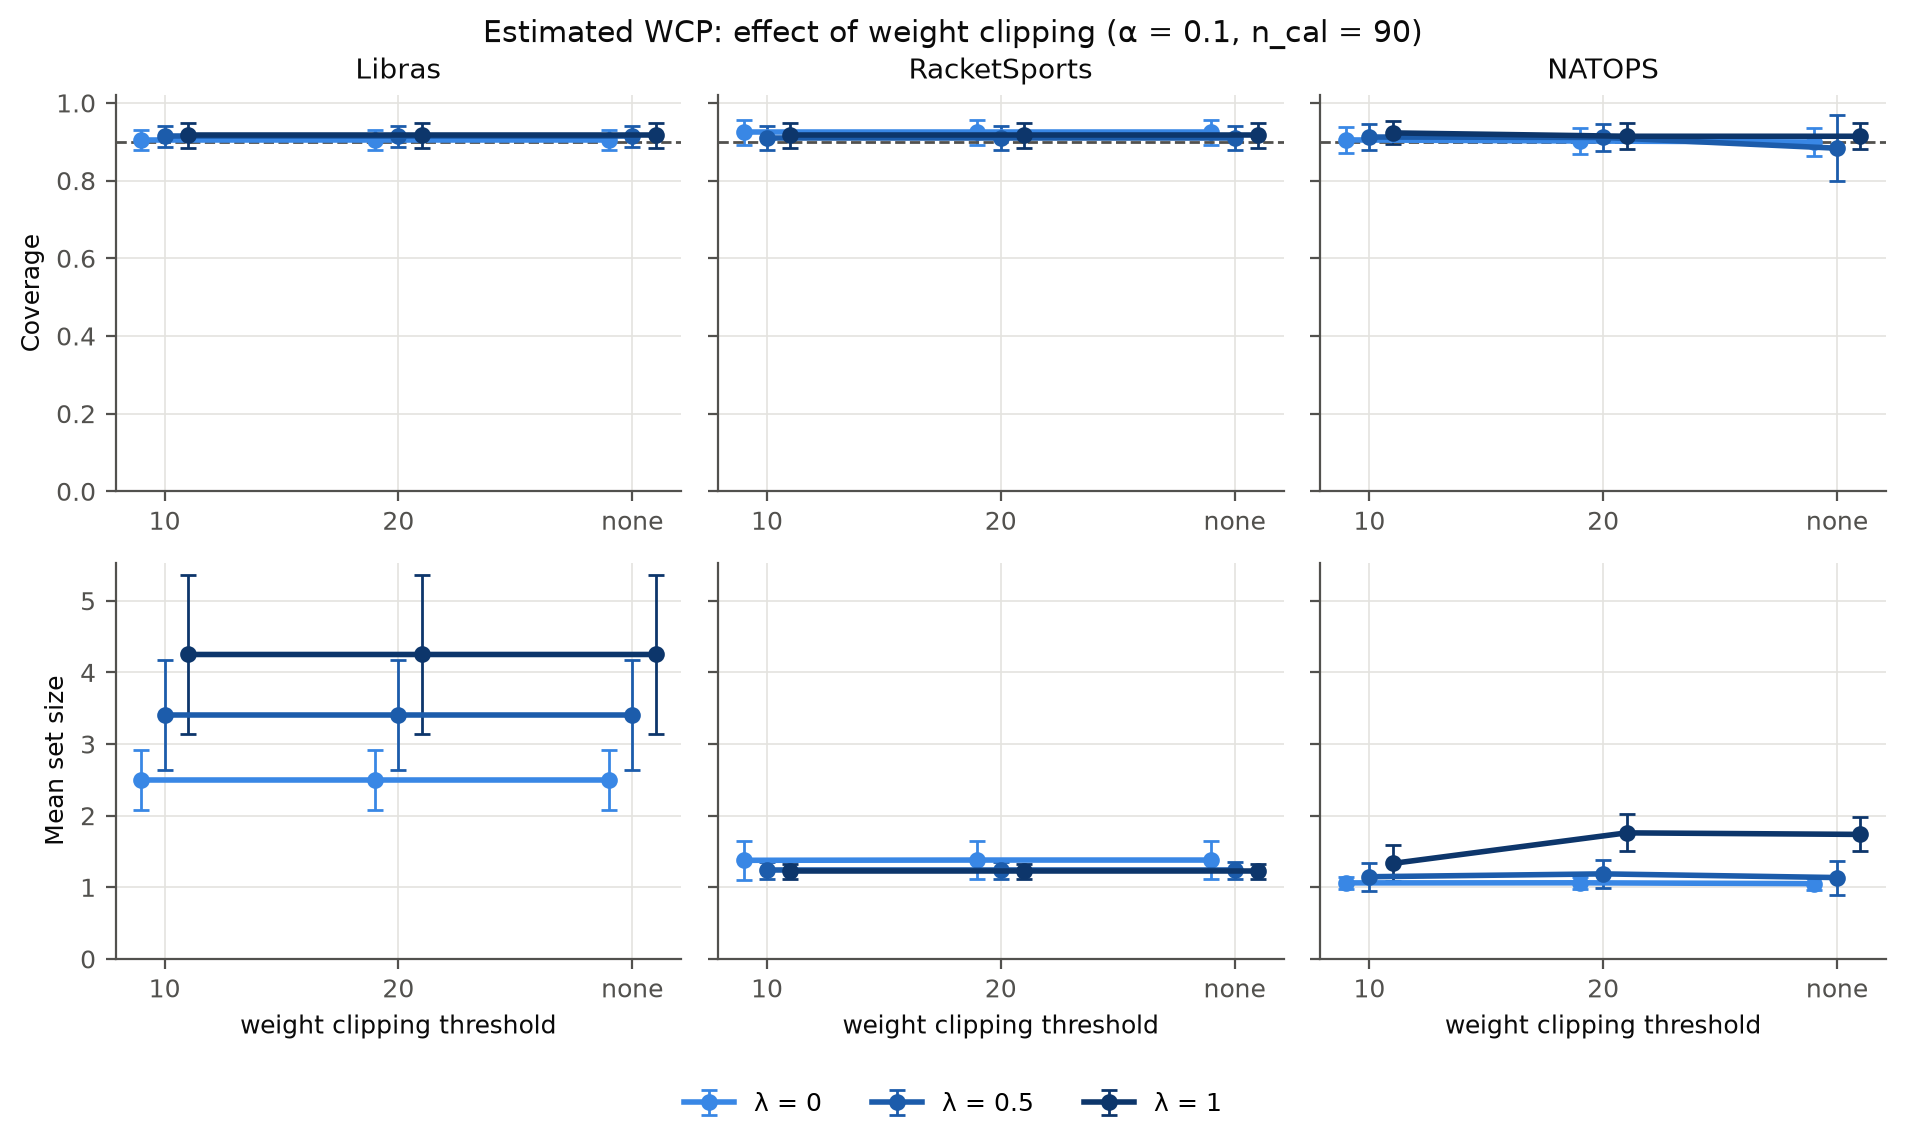 Estimated WCP: effect of weight clipping (α = 0.1, n_cal = 90)
Libras
RacketSports
NATOPS
Coverage
1.0
0.8
0.6
0.4
0.2
0.0
10 20 none
10 20 none
10 20 none
Mean set size
5
4
3
2
1
0
10 20 none
10 20 none
10 20 none
weight clipping threshold
weight clipping threshold
weight clipping threshold
λ = 0
λ = 0.5
λ = 1